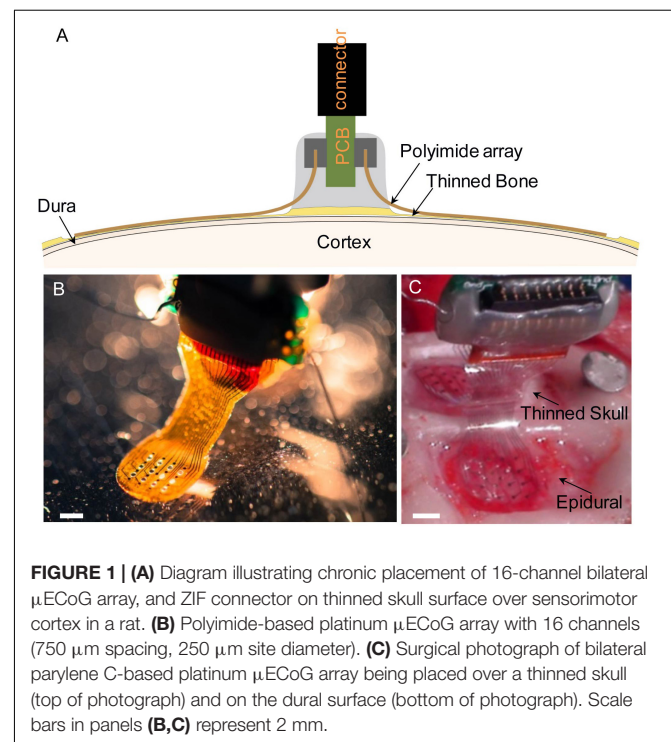 A
connector
PCB
Polyimide array
Thinned Bone
Dura
Cortex
B
C
Thinned Skull
Epidural
FIGURE 1 | (A) Diagram illustrating chronic placement of 16-channel bilateral
μECoG array, and ZIF connector on thinned skull surface over sensorimotor
cortex in a rat. (B) Polyimide-based platinum μECoG array with 16 channels
(750 μm spacing, 250 μm site diameter). (C) Surgical photograph of bilateral
parylene C-based platinum μECoG array being placed over a thinned skull
(top of photograph) and on the dural surface (bottom of photograph). Scale
bars in panels (B,C) represent 2 mm.